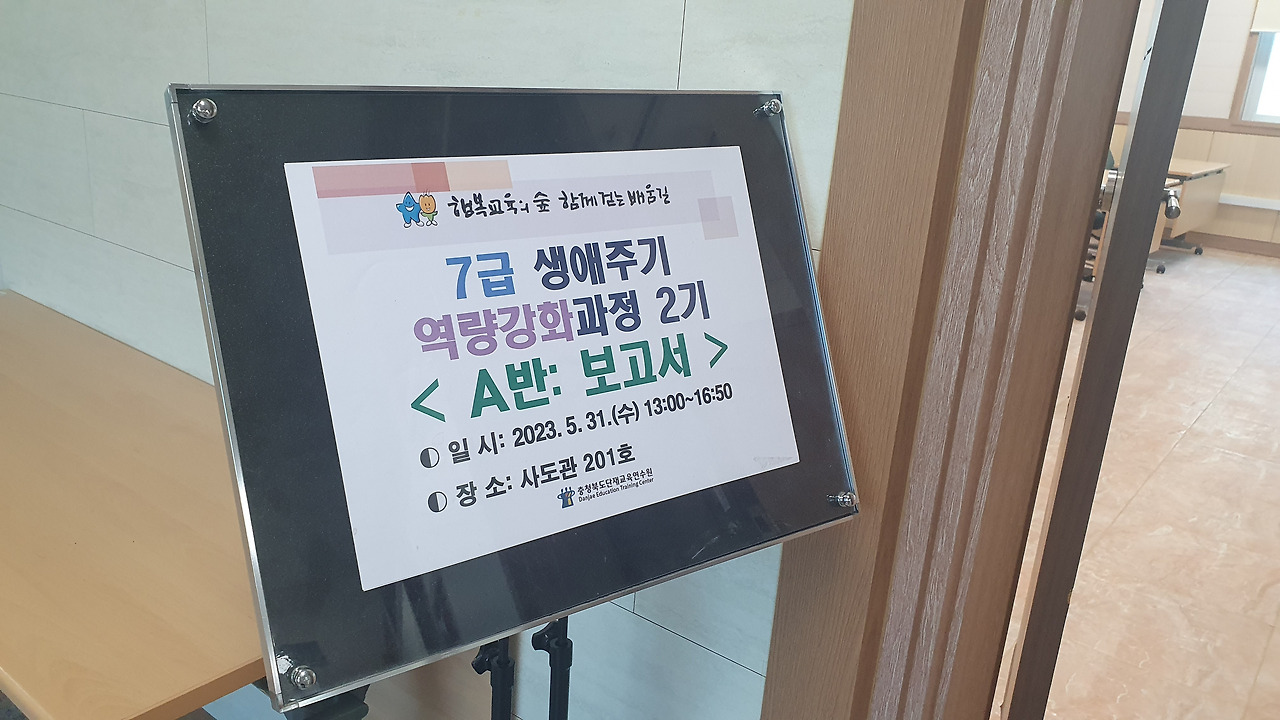 행복교육의 숲 함께 걷는 배움길
7급 생애주기
역량강화과정 2기
< A반: 보고서 >
◐ 일 시: 2023. 5. 31.(수) 13:00~16:50
◐ 장 소: 사도관 201호
충청북도단재교육연수원
Danjae Education Training Center